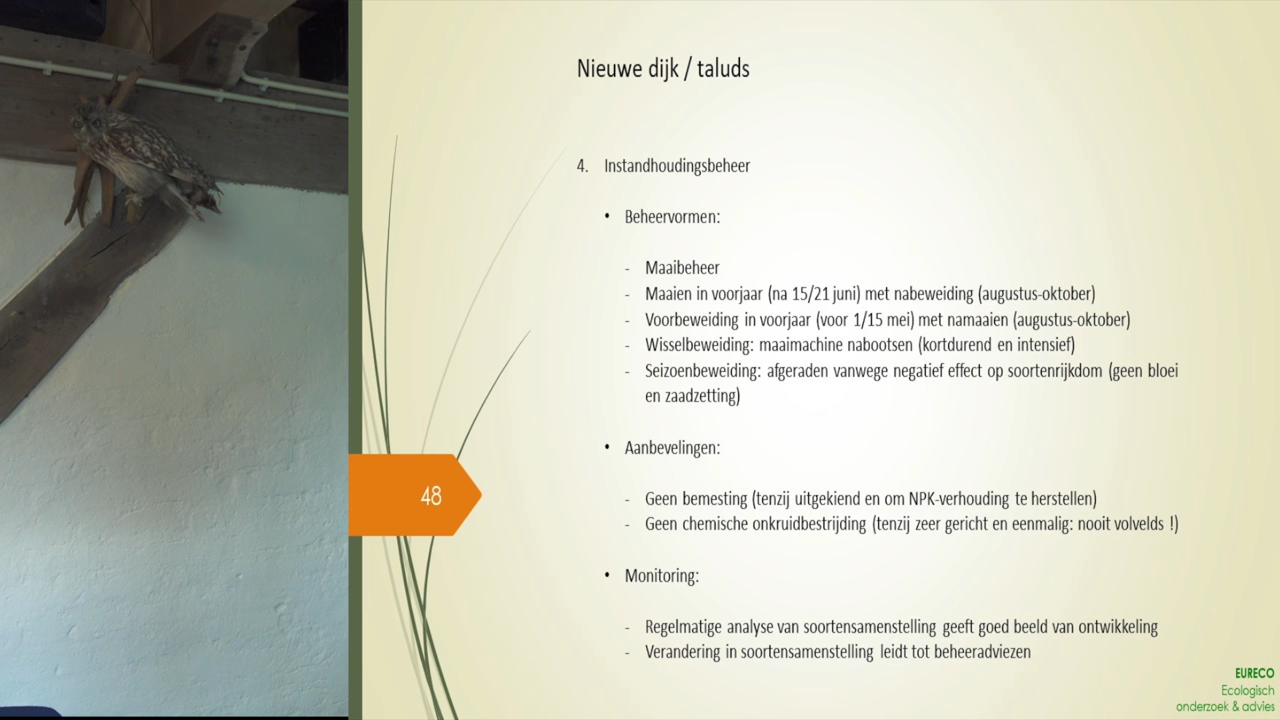 Nieuwe dijk / taluds
4. Instandhoudingsbeheer
• Beheervormen:
- Maaibeheer
- Maaien in voorjaar (na 15/21 juni) met nabeweiding (augustus-oktober)
- Voorbeweiding in voorjaar (voor 1/15 mei) met namaaien (augustus-oktober)
- Wisselbeweiding: maaimachine nabootsen (kortdurend en intensief)
- Seizoenbeweiding: afgeraden vanwege negatief effect op soortenrijkdom (geen bloei
en zaadzetting)
• Aanbevelingen:
48
- Geen bemesting (tenzij uitgekiend en om NPK-verhouding te herstellen)
- Geen chemische onkruidbestrijding (tenzij zeer gericht en eenmalig: nooit volvelds !)
• Monitoring:
- Regelmatige analyse van soortensamenstelling geeft goed beeld van ontwikkeling
- Verandering in soortensamenstelling leidt tot beheeradviezen
EURECO
Ecologisch
onderzoek & advies